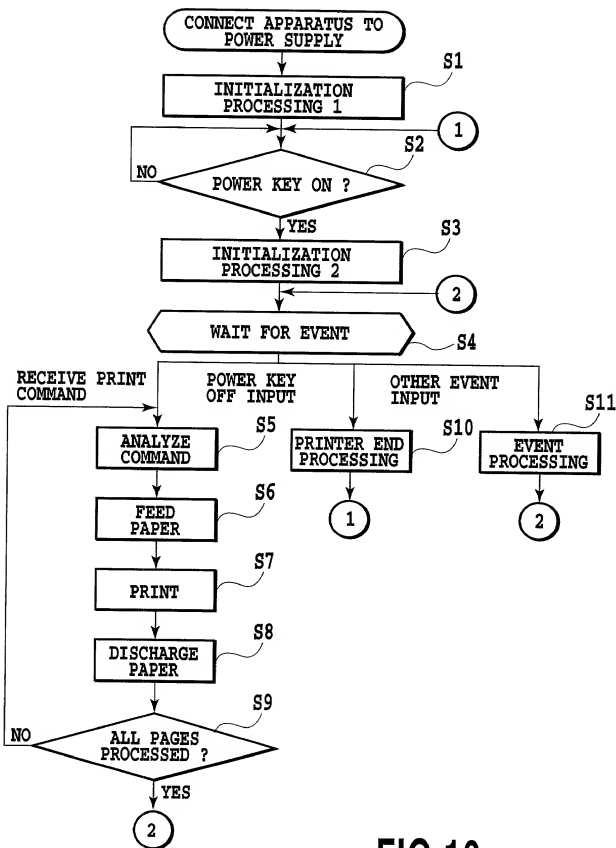 CONNECT APPARATUS TO
POWER SUPPLY
S1
INITIALIZATION
PROCESSING 1
1
S2
NO
POWER KEY ON ?
YES
S3
INITIALIZATION
PROCESSING 2
2
WAIT FOR EVENT
S4
RECEIVE PRINT
COMMAND
POWER KEY
OFF INPUT
OTHER EVENT
INPUT
S5
ANALYZE
COMMAND
S10
PRINTER END
PROCESSING
S11
EVENT
PROCESSING
S6
FEED
PAPER
1
2
S7
PRINT
S8
DISCHARGE
PAPER
S9
NO
ALL PAGES
PROCESSED ?
YES
2